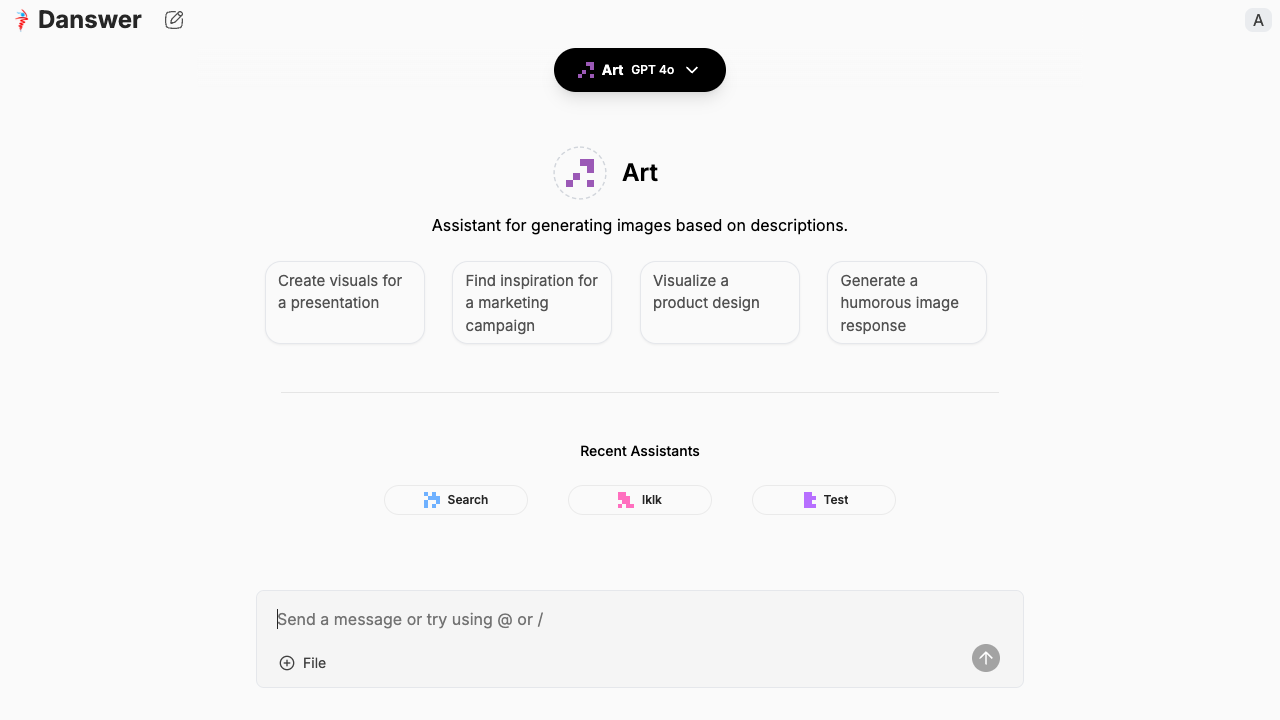 Danswer
A
Art GPT 4o
Art
Assistant for generating images based on descriptions.
Create visuals for
a presentation
Find inspiration for
a marketing
campaign
Visualize a
product design
Generate a
humorous image
response
Recent Assistants
Search
lklk
Test
Send a message or try using @ or /
File